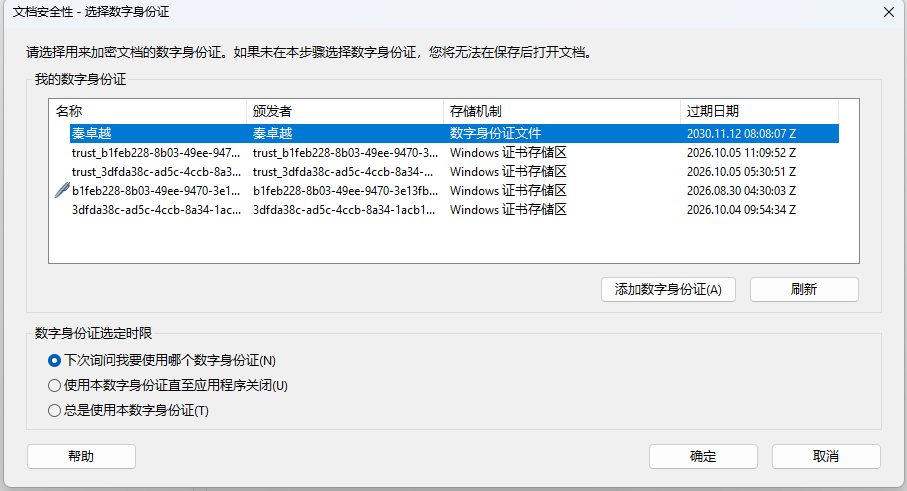 文档安全性 - 选择数字身份证
请选择用来加密文档的数字身份证。如果未在本步骤选择数字身份证，您将无法在保存后打开文档。
我的数字身份证
名称 颁发者 存储机制 过期日期
秦卓越 秦卓越 数字身份证文件 2030.11.12 08:08:07 Z
trust_b1feb228-8b03-49ee-947... trust_b1feb228-8b03-49ee-9470-3... Windows 证书存储区 2026.10.05 11:09:52 Z
trust_3dfda38c-ad5c-4ccb-8a3... trust_3dfda38c-ad5c-4ccb-8a34-... Windows 证书存储区 2026.10.05 05:30:51 Z
b1feb228-8b03-49ee-9470-3e1... b1feb228-8b03-49ee-9470-3e13fb... Windows 证书存储区 2026.08.30 04:30:03 Z
3dfda38c-ad5c-4ccb-8a34-1ac... 3dfda38c-ad5c-4ccb-8a34-1acb1... Windows 证书存储区 2026.10.04 09:54:34 Z
添加数字身份证(A) 刷新
数字身份证选定时限
下次询问我要使用哪个数字身份证(N)
使用本数字身份证直至应用程序关闭(U)
总是使用本数字身份证(T)
帮助 确定 取消